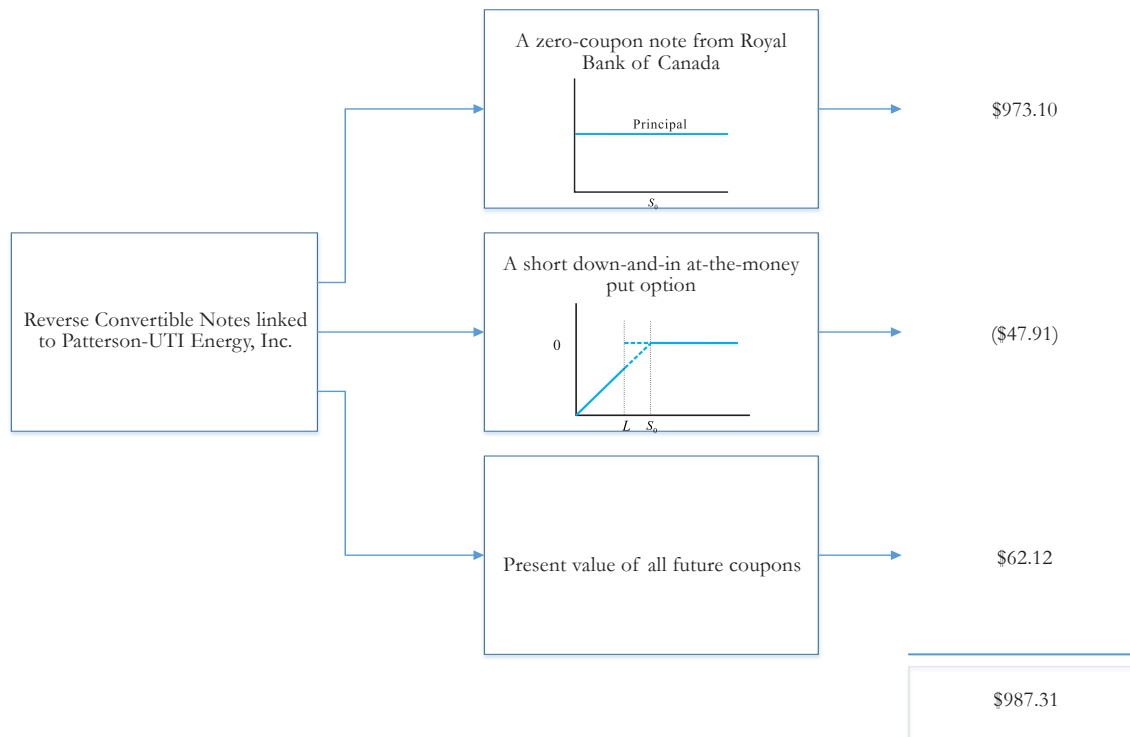 A zero-coupon note from Royal
Bank of Canada
Principal
S₀
$973.10
Reverse Convertible Notes linked
to Patterson-UTI Energy, Inc.
A short down-and-in at-the-money
put option
0
L S₀
($47.91)
Present value of all future coupons
$62.12
$987.31